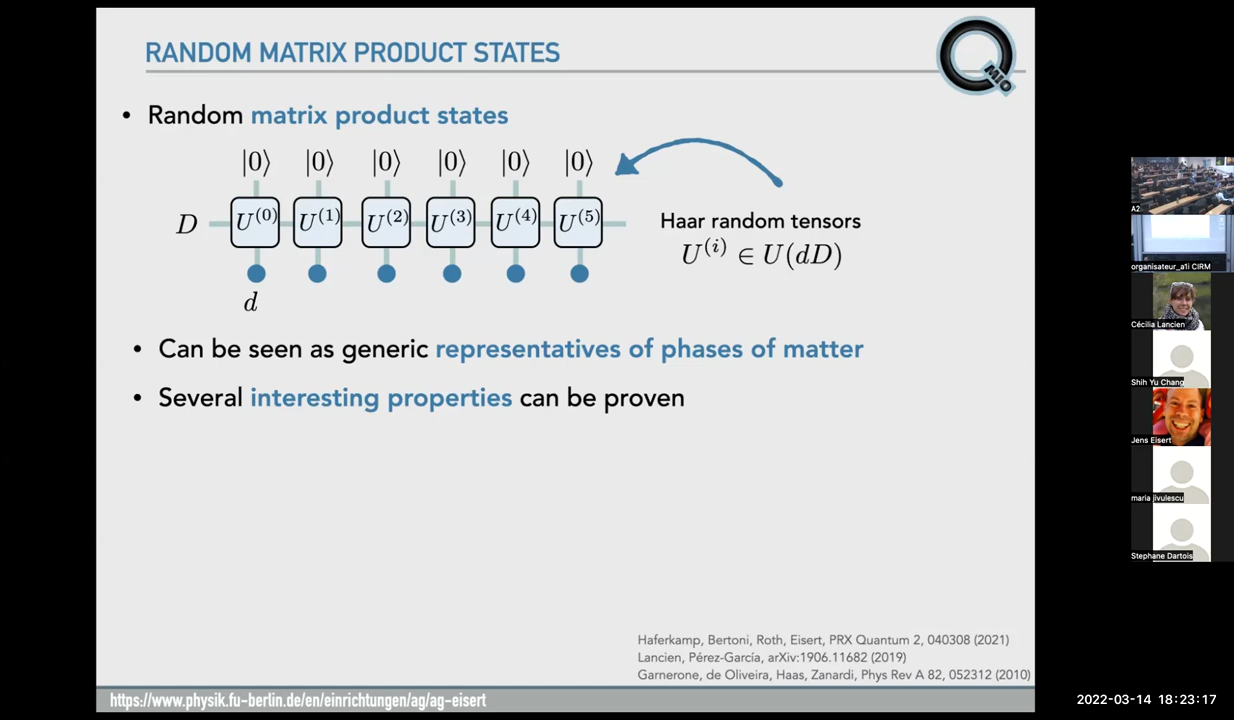 RANDOM MATRIX PRODUCT STATES
QMIO
• Random matrix product states
|0⟩ |0⟩ |0⟩ |0⟩ |0⟩ |0⟩
D U^(0) U^(1) U^(2) U^(3) U^(4) U^(5)
d
Haar random tensors
U^(i) ∈ U(dD)
• Can be seen as generic representatives of phases of matter
• Several interesting properties can be proven
Haferkamp, Bertoni, Roth, Eisert, PRX Quantum 2, 040308 (2021)
Lancien, Pérez-García, arXiv:1906.11682 (2019)
Garnerone, de Oliveira, Haas, Zanardi, Phys Rev A 82, 052312 (2010)
https://www.physik.fu-berlin.de/en/einrichtungen/ag/ag-eisert
A2
organisateur_a1i CIRM
Cécilia Lancien
Shih Yu Chang
Jens Eisert
maria jivulescu
Stephane Dartois
2022-03-14 18:23:17